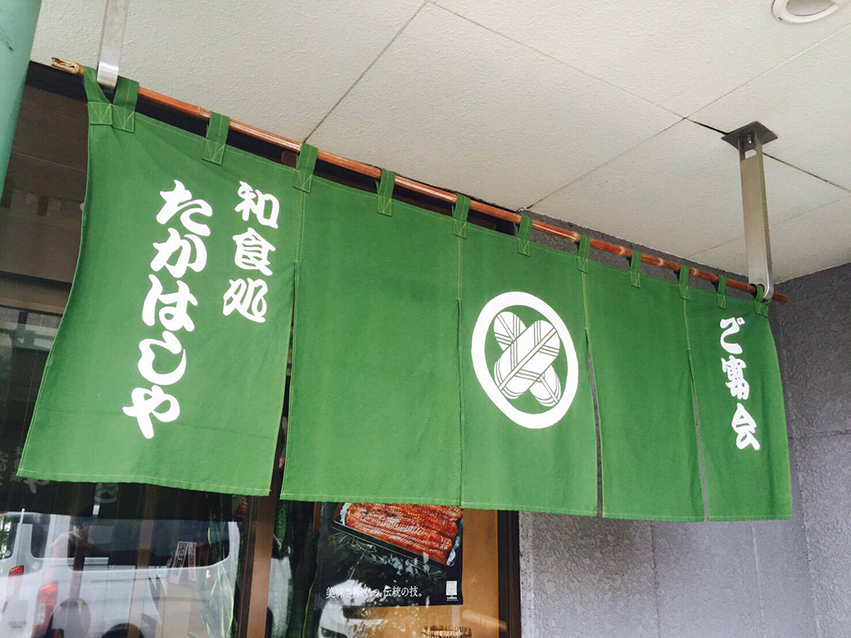 ご宴会
和食処
たかはしや
伝統の技。